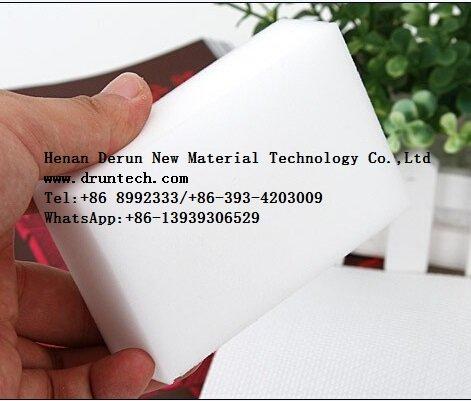 Henan Derun New Material Technology Co.,Ltd
www.druntech.com
Tel:+86 8992333/+86-393-4203009
WhatsApp:+86-13939306529